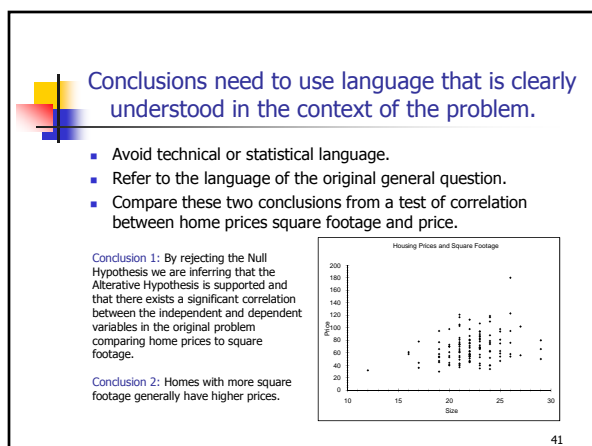 Conclusions need to use language that is clearly
understood in the context of the problem.
Avoid technical or statistical language.
Refer to the language of the original general question.
Compare these two conclusions from a test of correlation
between home prices square footage and price.
Conclusion 1: By rejecting the Null
Hypothesis we are inferring that the
Alterative Hypothesis is supported and
that there exists a significant correlation
between the independent and dependent
variables in the original problem
comparing home prices to square
footage.
Conclusion 2: Homes with more square
footage generally have higher prices.
Housing Prices and Square Footage
200
180
160
140
120
100
80
60
40
20
0
Price
10
15
20
25
30
Size
41